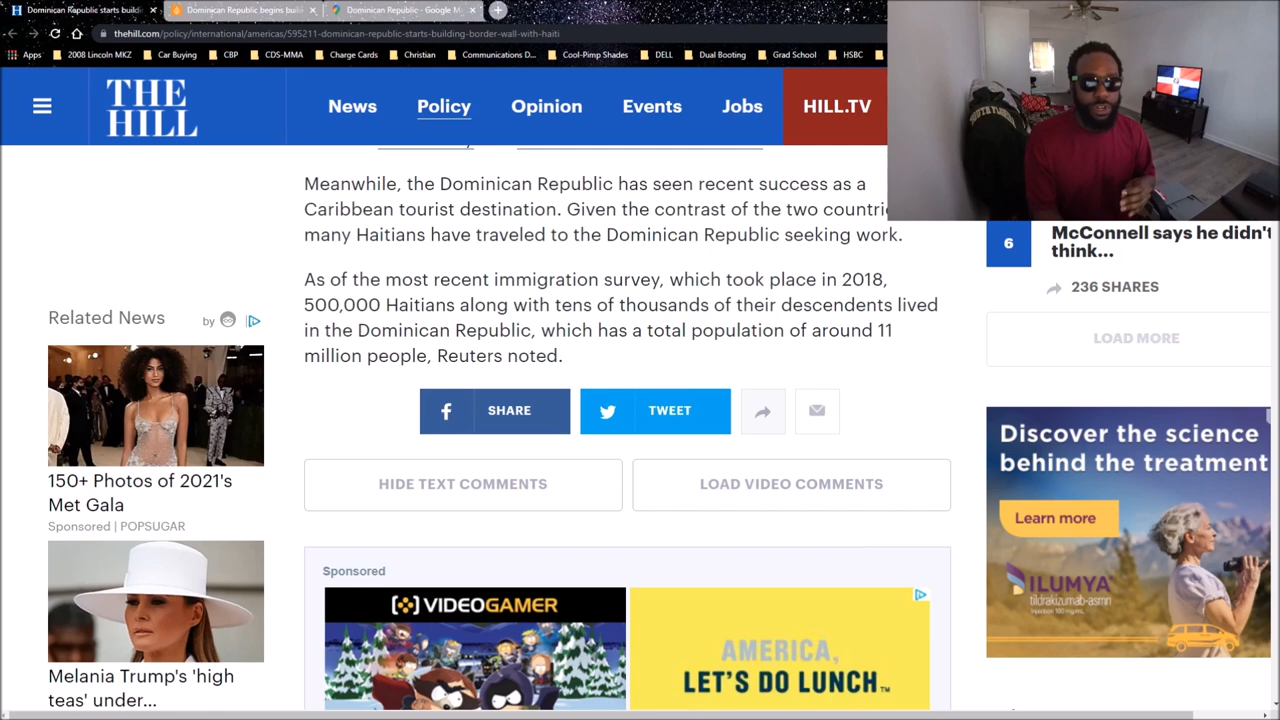 Dominican Republic starts buildi
Dominican Republic begins buil
Dominican Republic - Google M
thehill.com/policy/international/americas/595211-dominican-republic-starts-building-border-wall-with-haiti
Apps
2008 Lincoln MKZ
Car Buying
CBP
CDS-MMA
Charge Cards
Christian
Communications D...
Cool-Pimp Shades
DELL
Dual Booting
Grad School
HSBC
THE
HILL
News
Policy
Opinion
Events
Jobs
HILL.TV
Meanwhile, the Dominican Republic has seen recent success as a
Caribbean tourist destination. Given the contrast of the two countri
many Haitians have traveled to the Dominican Republic seeking work.
As of the most recent immigration survey, which took place in 2018,
500,000 Haitians along with tens of thousands of their descendents lived
in the Dominican Republic, which has a total population of around 11
million people, Reuters noted.
SHARE
TWEET
HIDE TEXT COMMENTS
LOAD VIDEO COMMENTS
Sponsored
VIDEOGAMER
AMERICA,
LET'S DO LUNCH.™
Related News
by
150+ Photos of 2021's
Met Gala
Sponsored | POPSUGAR
Melania Trump's 'high
teas' under...
6
McConnell says he didn't
think...
236 SHARES
LOAD MORE
Discover the science
behind the treatment
Learn more
ILUMYA
tildrakizumab-asmn